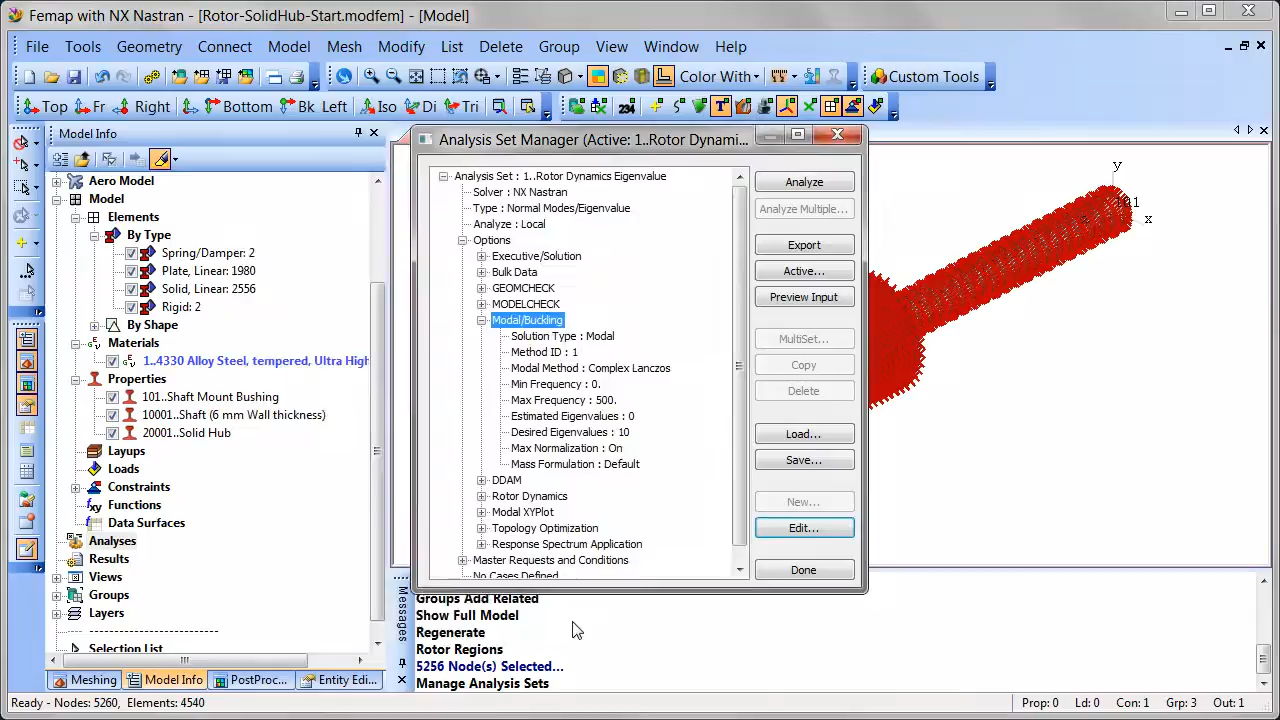 Femap with NX Nastran - [Rotor-SolidHub-Start.modfem] - [Model]
File Tools Geometry Connect Model Mesh Modify List Delete Group View Window Help
Color With Custom Tools
Top Fr Right Bottom Bk Left Iso Di Tri 234
Model Info
Aero Model
Model
Elements
By Type
Spring/Damper: 2
Plate, Linear: 1980
Solid, Linear: 2556
Rigid: 2
By Shape
Materials
1..4330 Alloy Steel, tempered, Ultra High
Properties
101..Shaft Mount Bushing
10001..Shaft (6 mm Wall thickness)
20001..Solid Hub
Layups
Loads
Constraints
Functions
Data Surfaces
Analyses
Results
Views
Groups
Layers
Selection List
Meshing Model Info PostProc... Entity Edi...
Analysis Set Manager (Active: 1..Rotor Dynami...
Analysis Set : 1..Rotor Dynamics Eigenvalue
Solver : NX Nastran
Type : Normal Modes/Eigenvalue
Analyze : Local
Options
Executive/Solution
Bulk Data
GEOMCHECK
MODELCHECK
Modal/Buckling
Solution Type : Modal
Method ID : 1
Modal Method : Complex Lanczos
Min Frequency : 0.
Max Frequency : 500.
Estimated Eigenvalues : 0
Desired Eigenvalues : 10
Max Normalization : On
Mass Formulation : Default
DDAM
Rotor Dynamics
Modal XYPlot
Topology Optimization
Response Spectrum Application
Master Requests and Conditions
No Cases Defined
Analyze
Analyze Multiple...
Export
Active...
Preview Input
MultiSet...
Copy
Delete
Load...
Save...
New...
Edit...
Done
y
x
Messages
Groups Add Related
Show Full Model
Regenerate
Rotor Regions
5256 Node(s) Selected...
Manage Analysis Sets
Ready - Nodes: 5260, Elements: 4540
Prop: 0 Ld: 0 Con: 1 Grp: 3 Out: 1